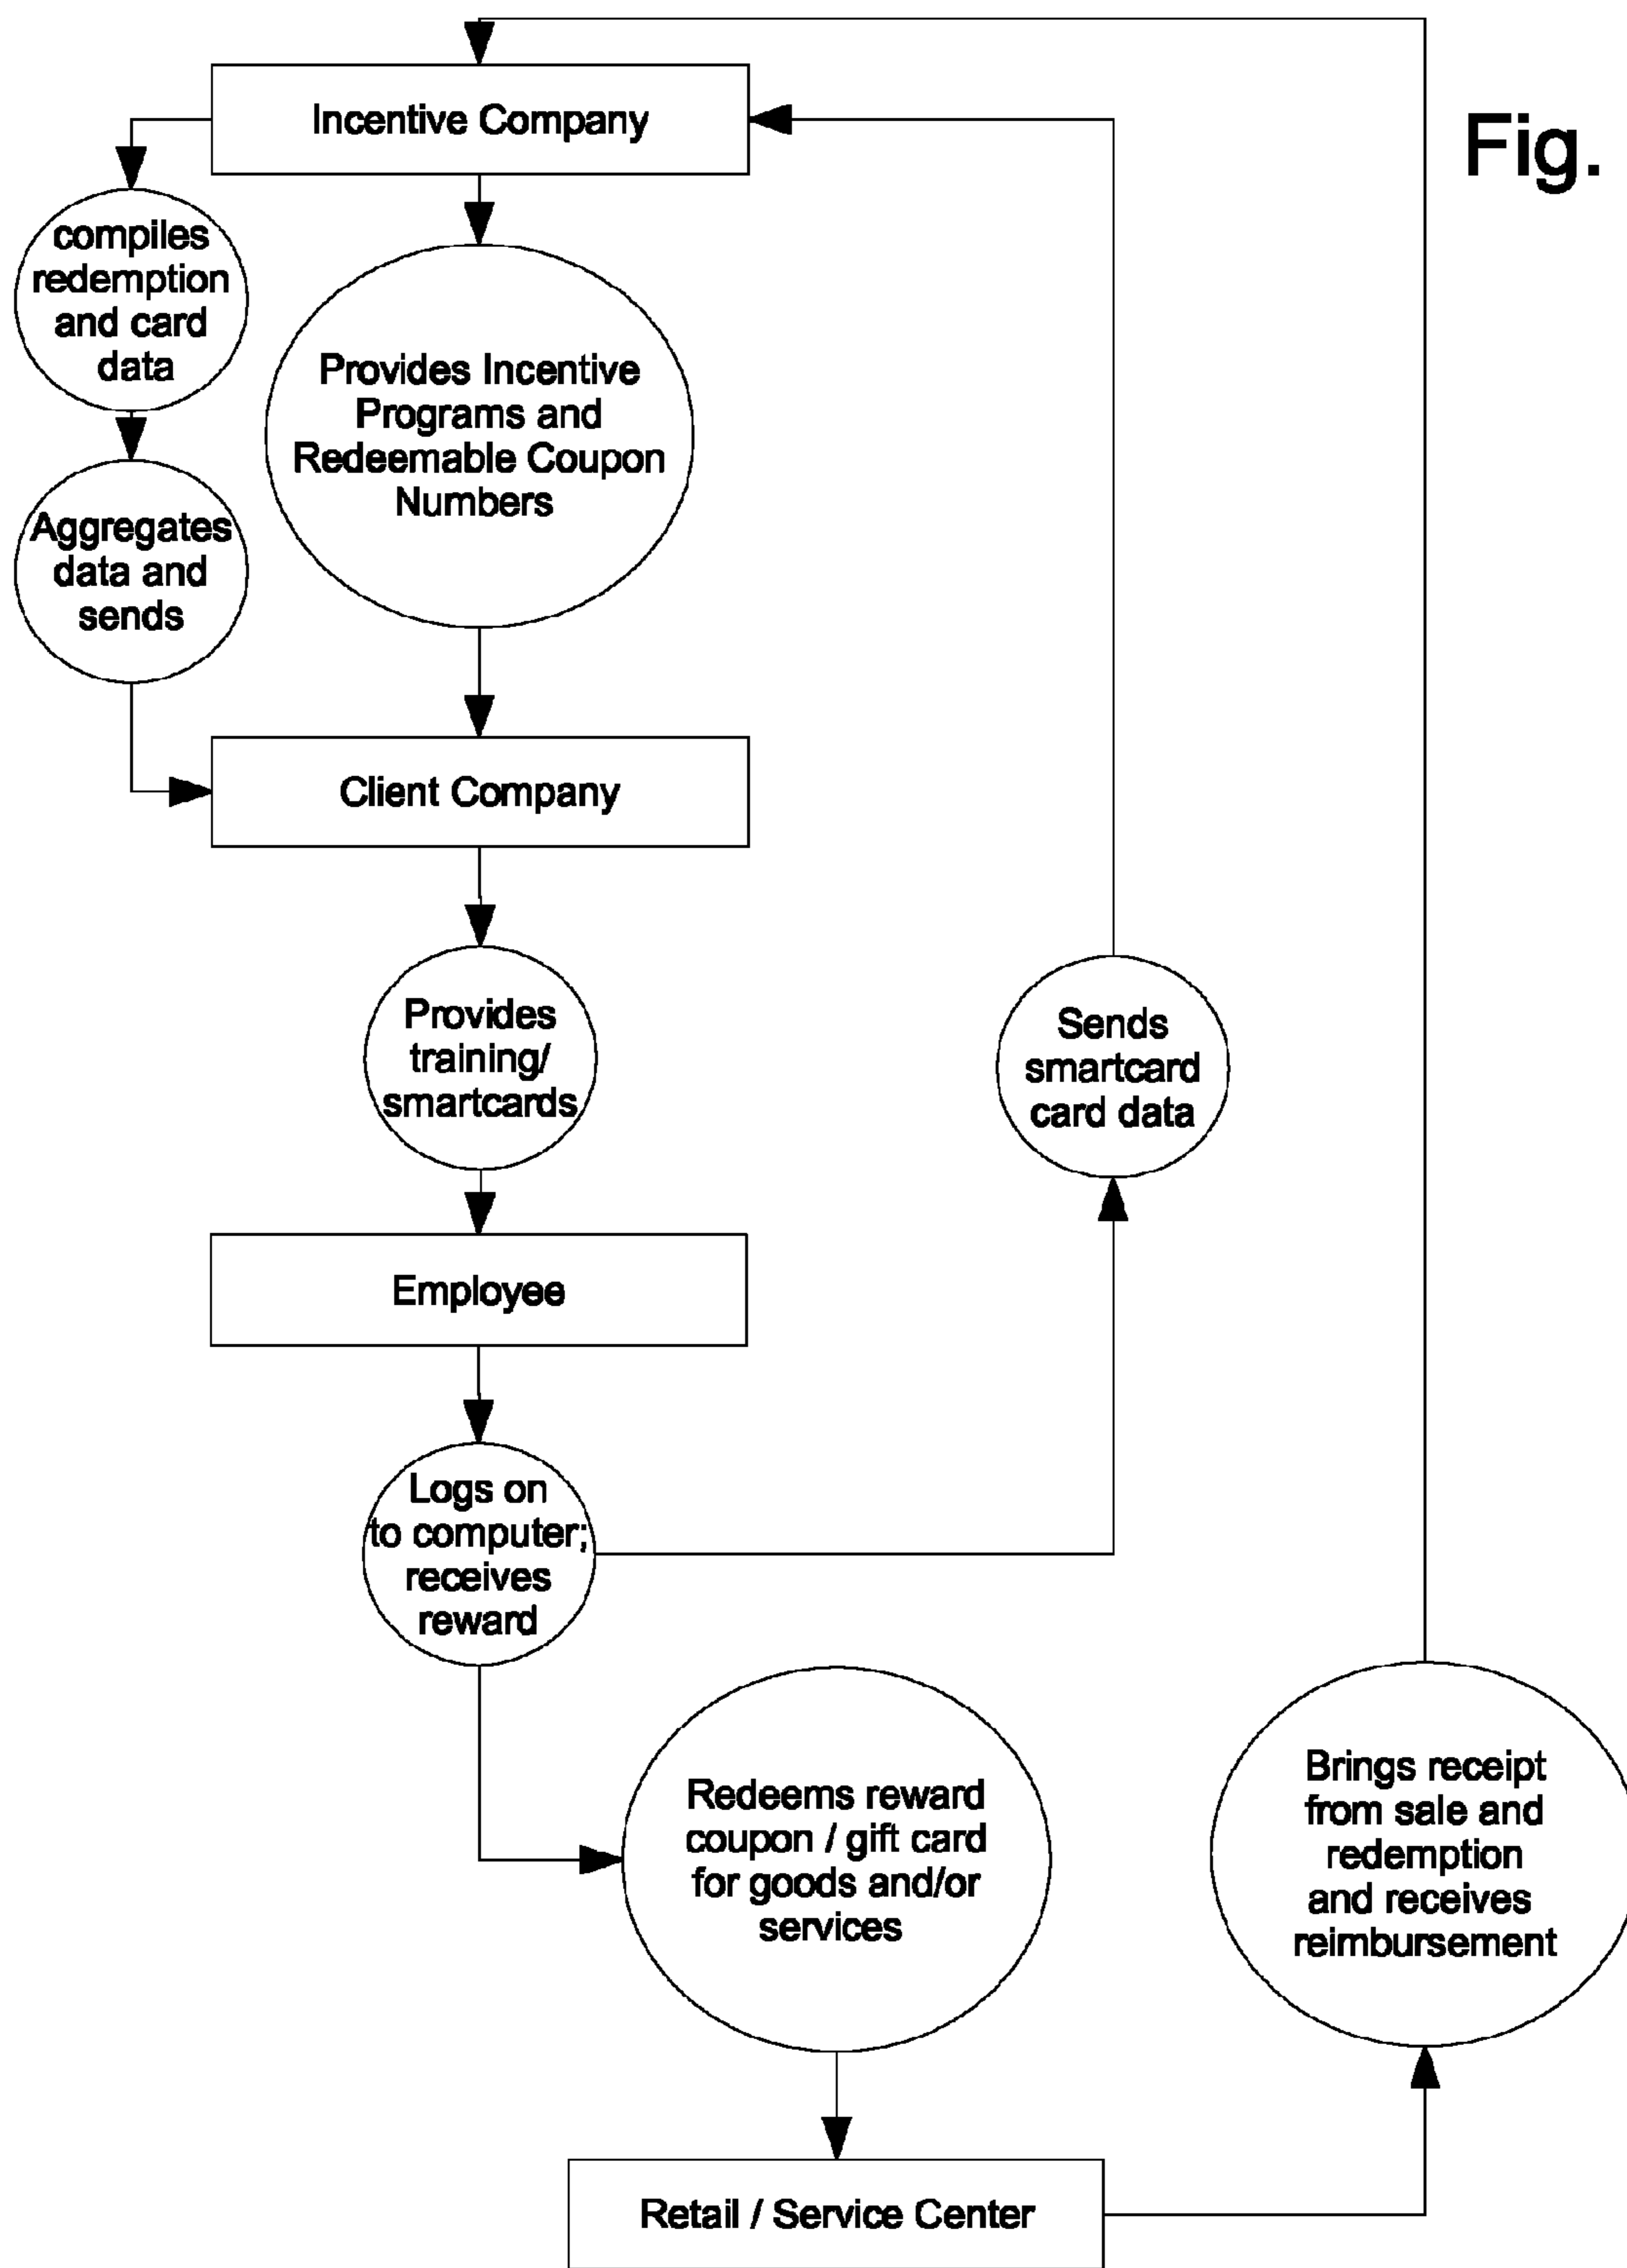 Incentive Company
Fig.
compiles
redemption
and card
data
Provides Incentive
Programs and
Redeemable Coupon
Numbers
Aggregates
data and
sends
Client Company
Provides
training/
smartcards
Sends
smartcard
card data
Employee
Logs on
to computer;
receives
reward
Redeems reward
coupon / gift card
for goods and/or
services
Brings receipt
from sale and
redemption
and receives
reimbursement
Retail / Service Center